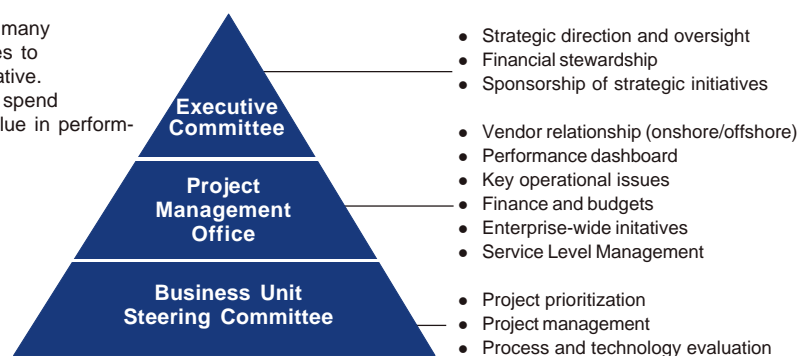 many
es to
ative.
spend
lue in perform-
Executive
Committee
● Strategic direction and oversight
● Financial stewardship
● Sponsorship of strategic initiatives
Project
Management
Office
● Vendor relationship (onshore/offshore)
● Performance dashboard
● Key operational issues
● Finance and budgets
● Enterprise-wide initatives
● Service Level Management
Business Unit
Steering Committee
● Project prioritization
● Project management
● Process and technology evaluation